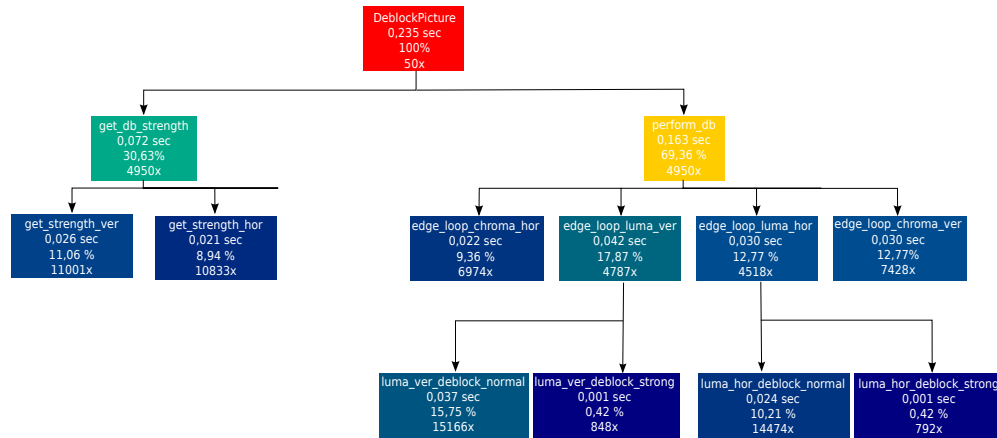 DeblockPicture
0,235 sec
100%
50x
get_db_strength
0,072 sec
30,63%
4950x
perform_db
0,163 sec
69,36 %
4950x
get_strength_ver
0,026 sec
11,06 %
11001x
get_strength_hor
0,021 sec
8,94 %
10833x
edge_loop_chroma_hor
0,022 sec
9,36 %
6974x
edge_loop_luma_ver
0,042 sec
17,87 %
4787x
edge_loop_luma_hor
0,030 sec
12,77 %
4518x
edge_loop_chroma_ver
0,030 sec
12,77%
7428x
luma_ver_deblock_normal
0,037 sec
15,75 %
15166x
luma_ver_deblock_strong
0,001 sec
0,42 %
848x
luma_hor_deblock_normal
0,024 sec
10,21 %
14474x
luma_hor_deblock_strong
0,001 sec
0,42 %
792x